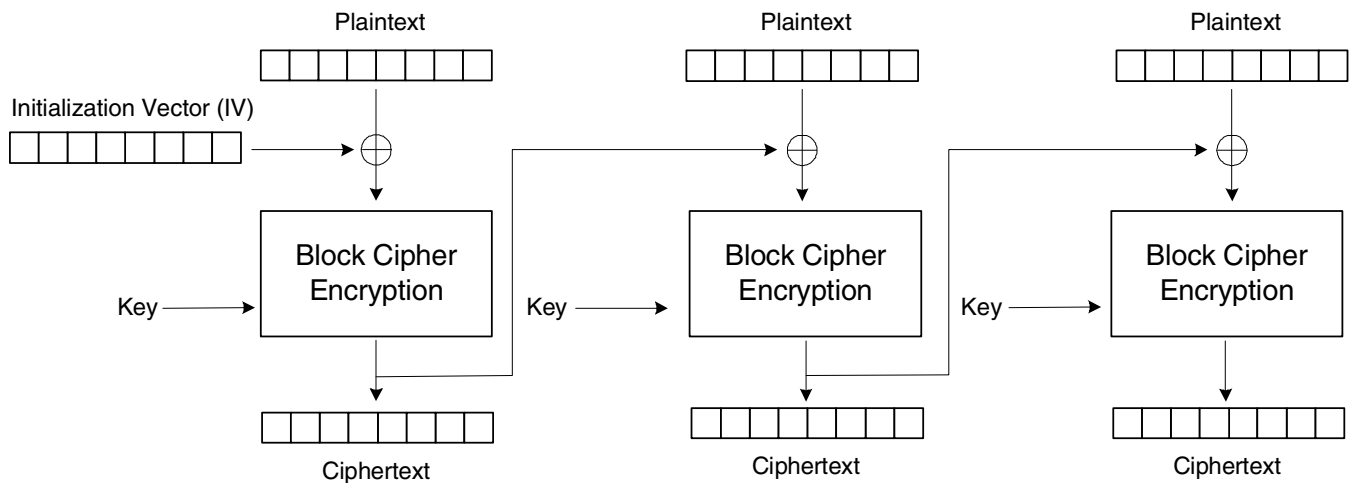 Plaintext
Plaintext
Plaintext
Initialization Vector (IV)
Block Cipher
Encryption
Block Cipher
Encryption
Block Cipher
Encryption
Key
Key
Key
Ciphertext
Ciphertext
Ciphertext